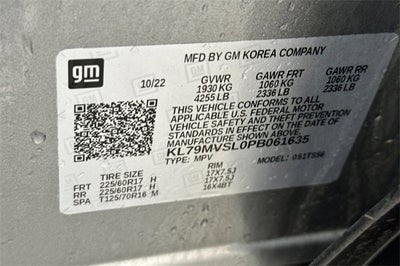 gm
MFD BY GM KOREA COMPANY
10/22 GVWR GAWR FRT GAWR RR
1930 KG 1060 KG 1060 KG
4255 LB 2336 LB 2336 LB
THIS VEHICLE CONFORMS TO ALL
APPLICABLE U.S. FEDERAL MOTOR
VEHICLE SAFETY, BUMPER, AND THEFT
PREVENTION STANDARDS IN EFFECT ON THE DATE OF
MANUFACTURE SHOWN ABOVE.
KL79MVSL0PB061635
TYPE: MPV MODEL: 0S1TS56
TIRE SIZE RIM
FRT 225/60R17 H 17X7.5J
RR 225/60R17 H 17X7.5J
SPA T125/70R16 M 16X4BT